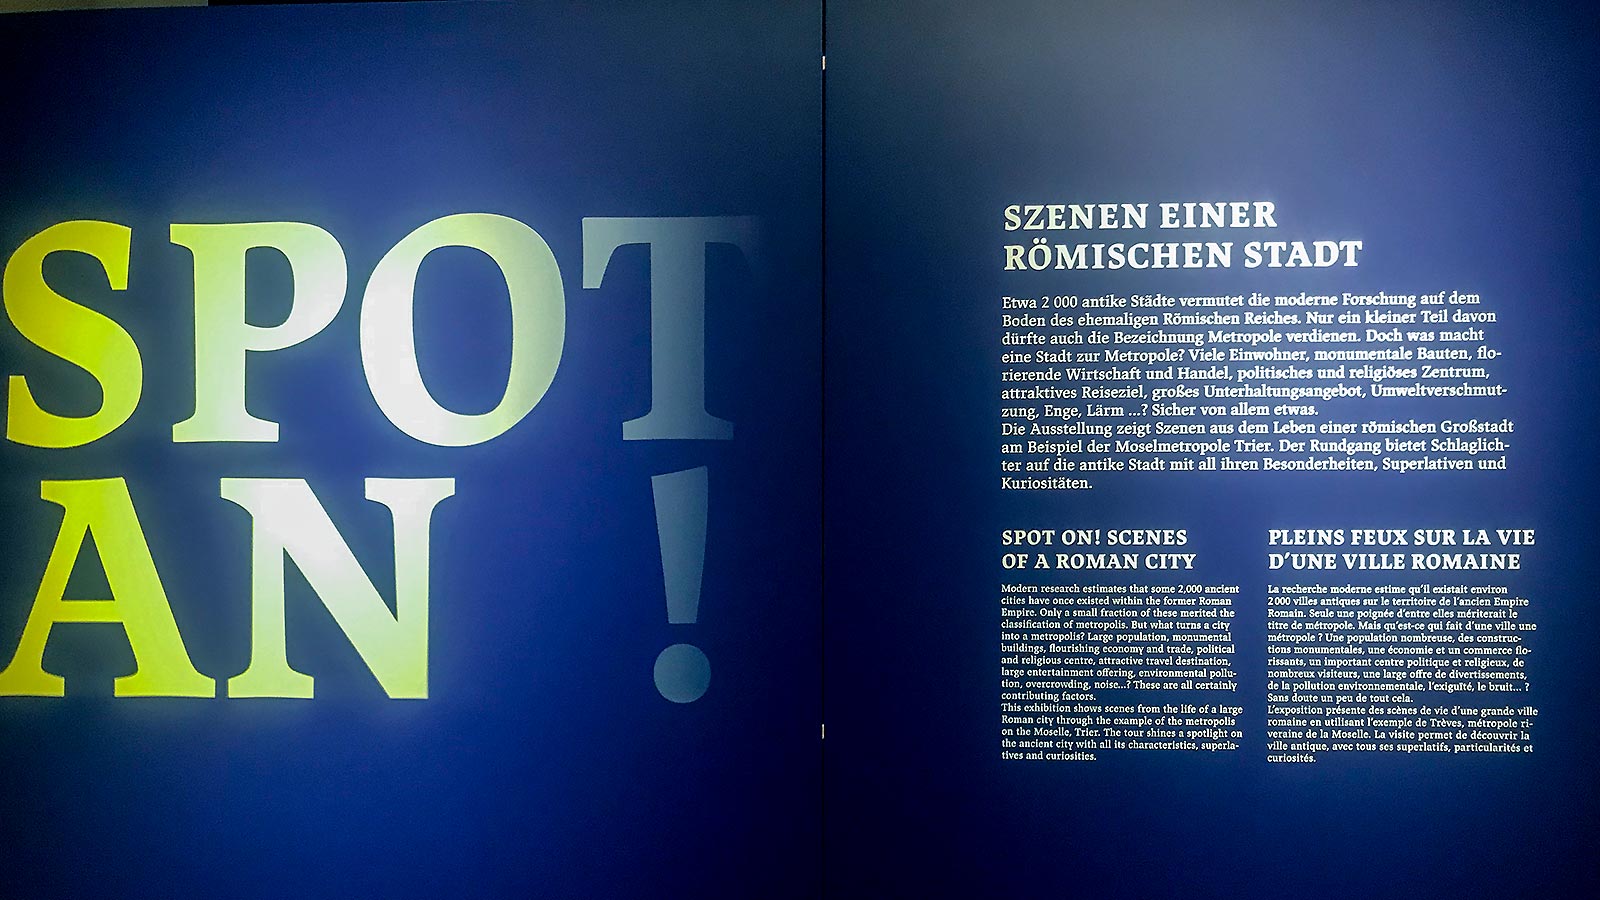 SPOT
AN !
SZENEN EINER
RÖMISCHEN STADT
Etwa 2 000 antike Städte vermutet die moderne Forschung auf dem
Boden des ehemaligen Römischen Reiches. Nur ein kleiner Teil davon
dürfte auch die Bezeichnung Metropole verdienen. Doch was macht
eine Stadt zur Metropole? Viele Einwohner, monumentale Bauten, flo-
rierende Wirtschaft und Handel, politisches und religiöses Zentrum,
attraktives Reiseziel, großes Unterhaltungsangebot, Umweltverschmut-
zung, Enge, Lärm ...? Sicher von allem etwas.
Die Ausstellung zeigt Szenen aus dem Leben einer römischen Großstadt
am Beispiel der Moselmetropole Trier. Der Rundgang bietet Schlaglich-
ter auf die antike Stadt mit all ihren Besonderheiten, Superlativen und
Kuriositäten.
SPOT ON! SCENES
OF A ROMAN CITY
Modern research estimates that some 2,000 ancient
cities have once existed within the former Roman
Empire. Only a small fraction of these merited the
classification of metropolis. But what turns a city
into a metropolis? Large population, monumental
buildings, flourishing economy and trade, political
and religious centre, attractive travel destination,
large entertainment offering, environmental pollu-
tion, overcrowding, noise...? These are all certainly
contributing factors.
This exhibition shows scenes from the life of a large
Roman city through the example of the metropolis
on the Moselle, Trier. The tour shines a spotlight on
the ancient city with all its characteristics, superla-
tives and curiosities.
PLEINS FEUX SUR LA VIE
D'UNE VILLE ROMAINE
La recherche moderne estime qu'il existait environ
2 000 villes antiques sur le territoire de l'ancien Empire
Romain. Seule une poignée d'entre elles mériterait le
titre de métropole. Mais qu'est-ce qui fait d'une ville une
métropole ? Une population nombreuse, des construc-
tions monumentales, une économie et un commerce flo-
rissants, un important centre politique et religieux, de
nombreux visiteurs, une large offre de divertissements,
de la pollution environnementale, l'exiguïté, le bruit... ?
Sans doute un peu de tout cela.
L'exposition présente des scènes de vie d'une grande ville
romaine en utilisant l'exemple de Trèves, métropole ri-
veraine de la Moselle. La visite permet de découvrir la
ville antique, avec tous ses superlatifs, particularités et
curiosités.